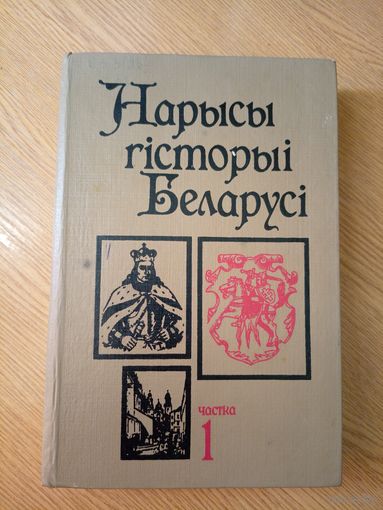 Нарысы
гісторыі
Беларусі
частка
1